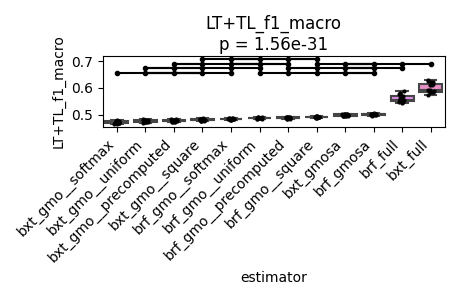 LT+TL_f1_macro
p = 1.56e-31
LT+TL_f1_macro
0.7
0.6
0.5
bxt_gmo__softmax
bxt_gmo__uniform
bxt_gmo__precomputed
bxt_gmo__square
brf_gmo__softmax
brf_gmo__uniform
brf_gmo__precomputed
brf_gmo__square
bxt_gmosa
brf_gmosa
brf_full
bxt_full
estimator